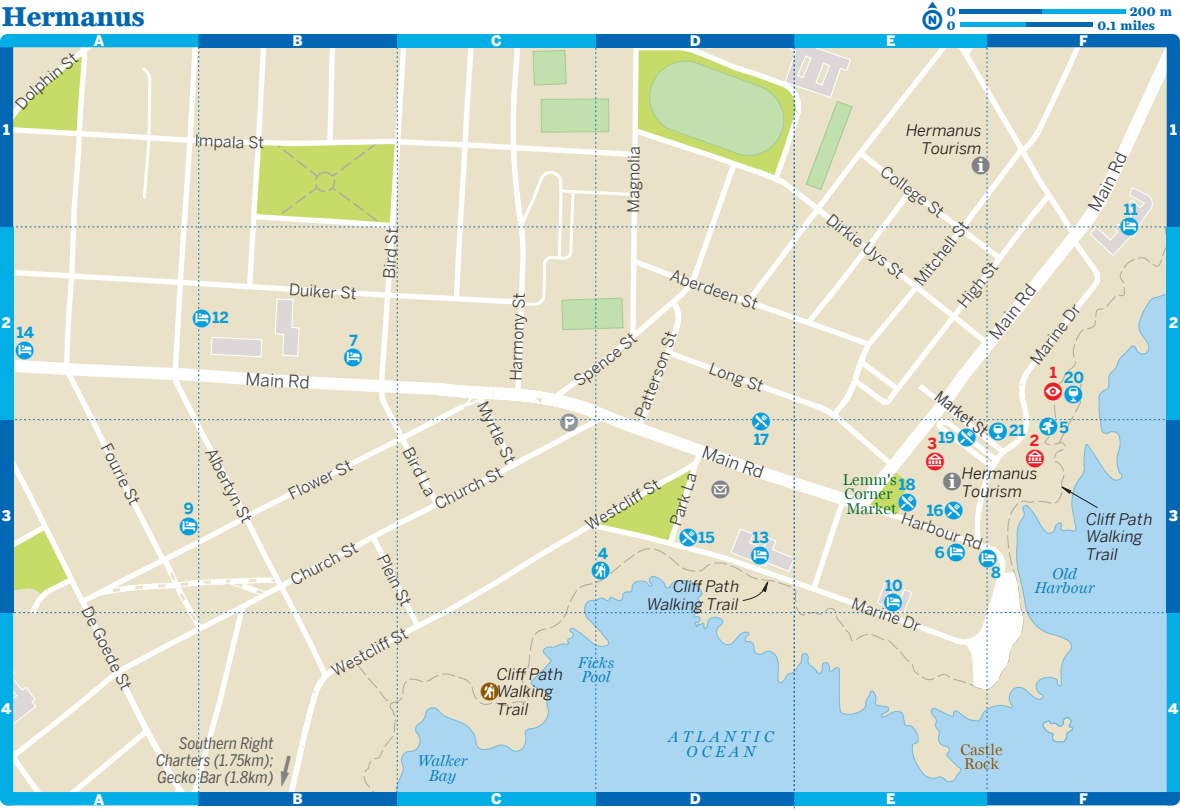 Hermanus
N
0 200 m
0 0.1 miles
A B C D E F
1
2
3
4
1
2
3
4
A B C D E F
Dolphin St
Impala St
Bird St
Magnolia
Hermanus
Tourism
College St
Main Rd
11
Dirkie Uys St
Mitchell St
High St
Aberdeen St
Duiker St
Harmony St
12
14
7
Main Rd
Spence St
Patterson St
Long St
Main Rd
Marine Dr
1
20
Market St
P
17
19
21
5
3
2
Hermanus
Tourism
Fourie St
Albertyn St
Flower St
Bird La
Myrtle St
Church St
Main Rd
Lemm's
Corner
Market
18
16
Harbour Rd
Westcliff St
Park La
9
15
13
4
6
8
Cliff Path
Walking
Trail
Old
Harbour
Church St
Plein St
Cliff Path
Walking Trail
10
Marine Dr
De Goede St
Westcliff St
Ficks
Pool
Cliff Path
Walking
Trail
Southern Right
Charters (1.75km);
Gecko Bar (1.8km)
Walker
Bay
ATLANTIC
OCEAN
Castle
Rock